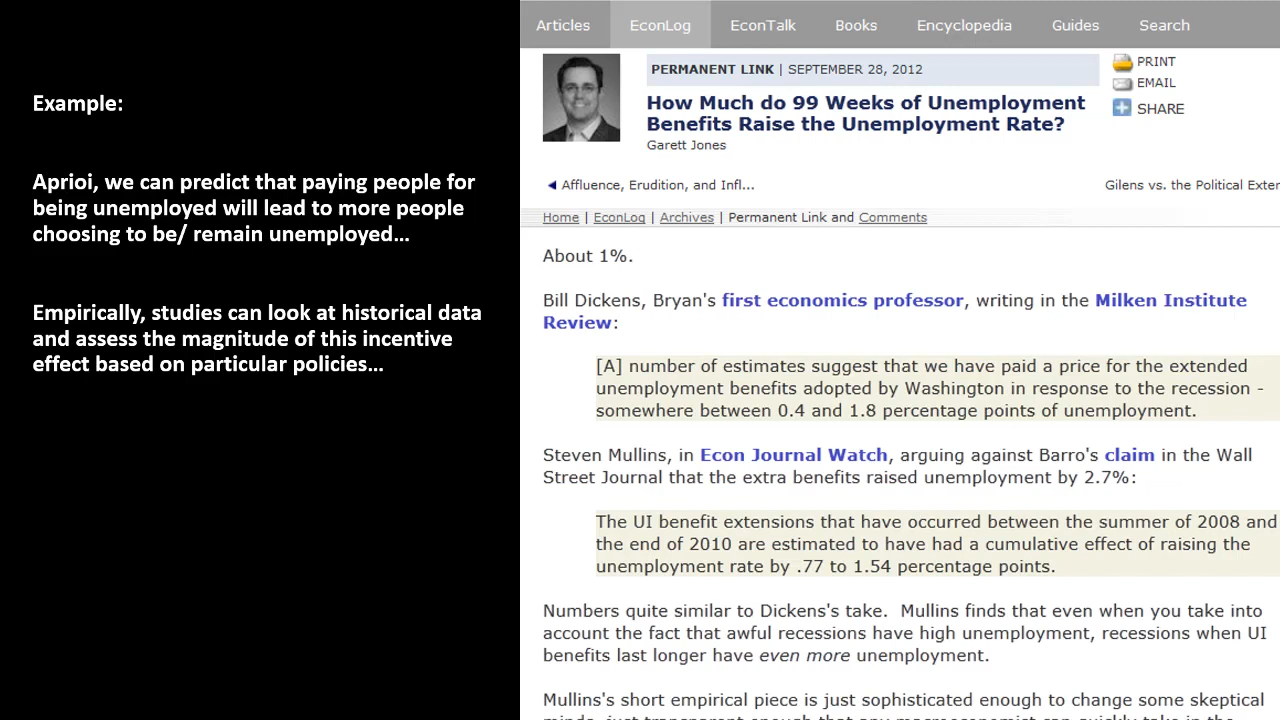 Example:
Aprioi, we can predict that paying people for
being unemployed will lead to more people
choosing to be/ remain unemployed…
Empirically, studies can look at historical data
and assess the magnitude of this incentive
effect based on particular policies…
Articles EconLog EconTalk Books Encyclopedia Guides Search
PERMANENT LINK | SEPTEMBER 28, 2012
How Much do 99 Weeks of Unemployment
Benefits Raise the Unemployment Rate?
Garett Jones
PRINT
EMAIL
SHARE
◄ Affluence, Erudition, and Infl... Gilens vs. the Political Exter
Home | EconLog | Archives | Permanent Link and Comments
About 1%.
Bill Dickens, Bryan's first economics professor, writing in the Milken Institute
Review:
[A] number of estimates suggest that we have paid a price for the extended
unemployment benefits adopted by Washington in response to the recession -
somewhere between 0.4 and 1.8 percentage points of unemployment.
Steven Mullins, in Econ Journal Watch, arguing against Barro's claim in the Wall
Street Journal that the extra benefits raised unemployment by 2.7%:
The UI benefit extensions that have occurred between the summer of 2008 and
the end of 2010 are estimated to have had a cumulative effect of raising the
unemployment rate by .77 to 1.54 percentage points.
Numbers quite similar to Dickens's take. Mullins finds that even when you take into
account the fact that awful recessions have high unemployment, recessions when UI
benefits last longer have even more unemployment.
Mullins's short empirical piece is just sophisticated enough to change some skeptical